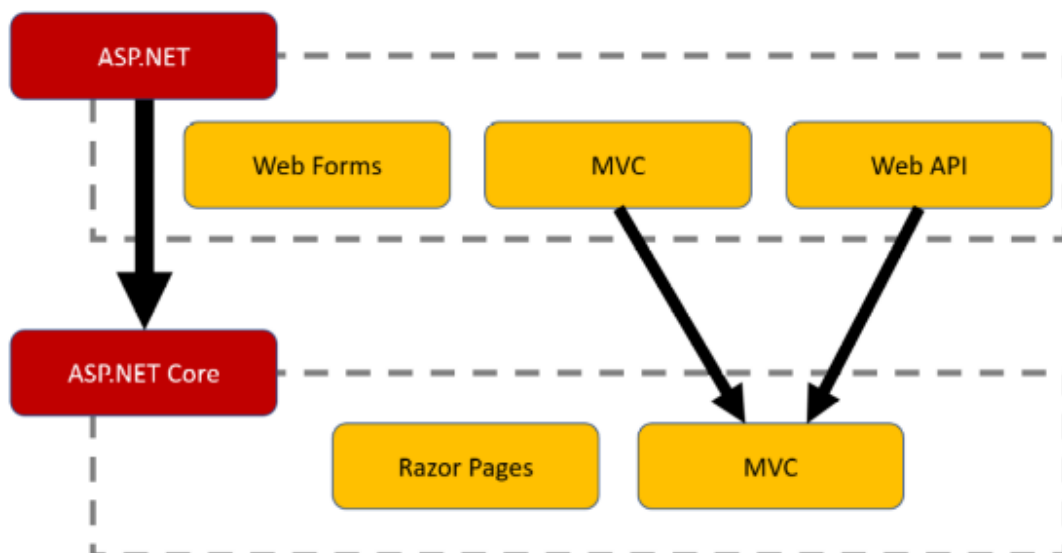 ASP.NET
Web Forms
MVC
Web API
ASP.NET Core
Razor Pages
MVC